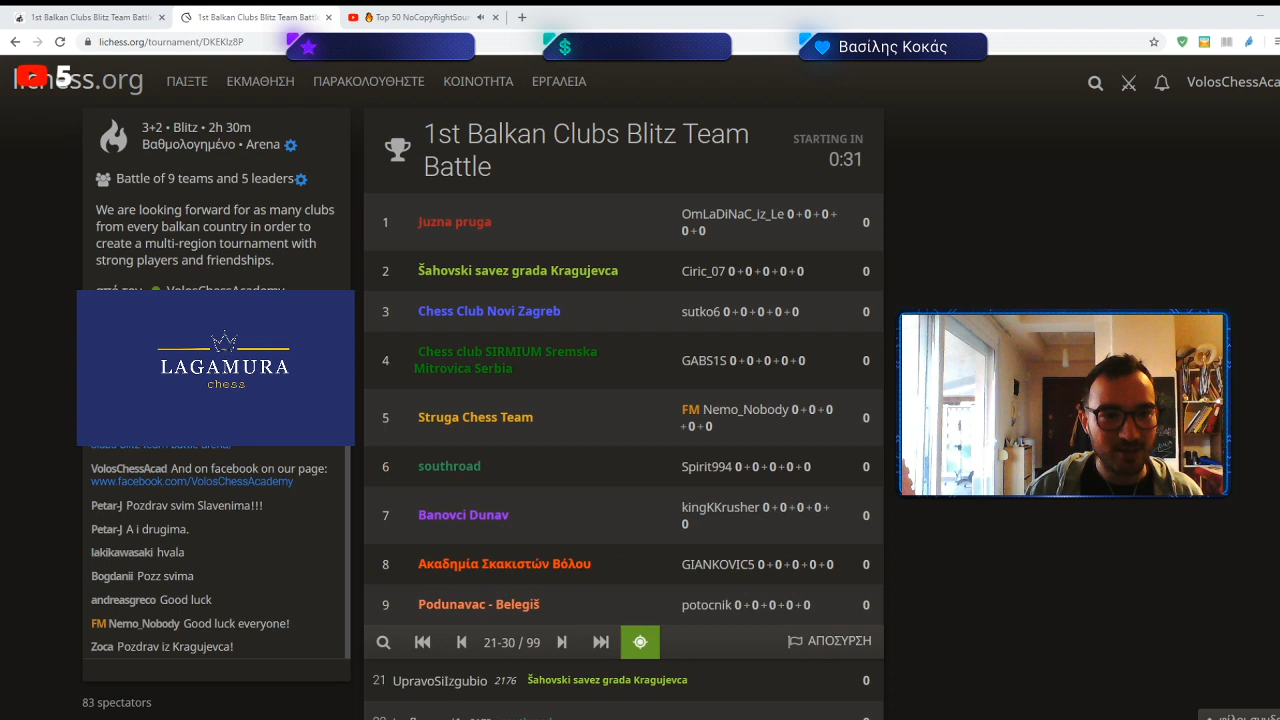 1st Balkan Clubs Blitz Team Battle
1st Balkan Clubs Blitz Team Battle
Top 50 NoCopyRightSou
lichess.org/tournament/DKEKlz8P
Βασίλης Κοκάς
5
lichess.org
ΠΑΙΞΤΕ ΕΚΜΑΘΗΣΗ ΠΑΡΑΚΟΛΟΥΘΗΣΤΕ ΚΟΙΝΟΤΗΤΑ ΕΡΓΑΛΕΙΑ
VolosChessAca
3+2 • Blitz • 2h 30m
Βαθμολογημένο • Arena
Battle of 9 teams and 5 leaders
We are looking forward for as many clubs
from every balkan country in order to
create a multi-region tournament with
strong players and friendships.
VolosChessAcademy
LAGAMURA
chess
VolosChessAcad And on facebook on our page:
www.facebook.com/VolosChessAcademy
Petar-J Pozdrav svim Slavenima!!!
Petar-J A i drugima.
lakikawasaki hvala
Bogdanii Pozz svima
andreasgreco Good luck
FM Nemo_Nobody Good luck everyone!
Zoca Pozdrav iz Kragujevca!
83 spectators
1st Balkan Clubs Blitz Team
Battle
STARTING IN
0:31
1 Juzna pruga OmLaDiNaC_iz_Le 0+0+0+
0+0 0
2 Šahovski savez grada Kragujevca Ciric_07 0+0+0+0+0 0
3 Chess Club Novi Zagreb sutko6 0+0+0+0+0 0
4 Chess club SIRMIUM Sremska
Mitrovica Serbia GABS1S 0+0+0+0+0 0
5 Struga Chess Team FM Nemo_Nobody 0+0+0
+0+0 0
6 southroad Spirit994 0+0+0+0+0 0
7 Banovci Dunav kingKKrusher 0+0+0+0+
0 0
8 Ακαδημία Σκακιστών Βόλου GIANKOVIC5 0+0+0+0+0 0
9 Podunavac - Belegiš potocnik 0+0+0+0+0 0
21-30 / 99 ΑΠΟΣΥΡΣΗ
21 UpravoSiIzgubio 2176 Šahovski savez grada Kragujevca 0